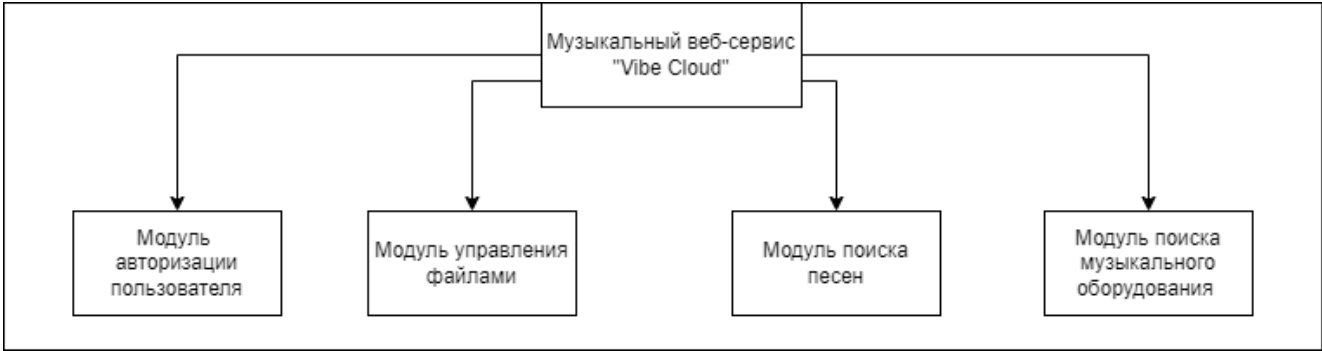 Музыкальный веб-сервис
"Vibe Cloud"
Модуль
авторизации
пользователя
Модуль управления
файлами
Модуль поиска
песен
Модуль поиска
музыкального
оборудования